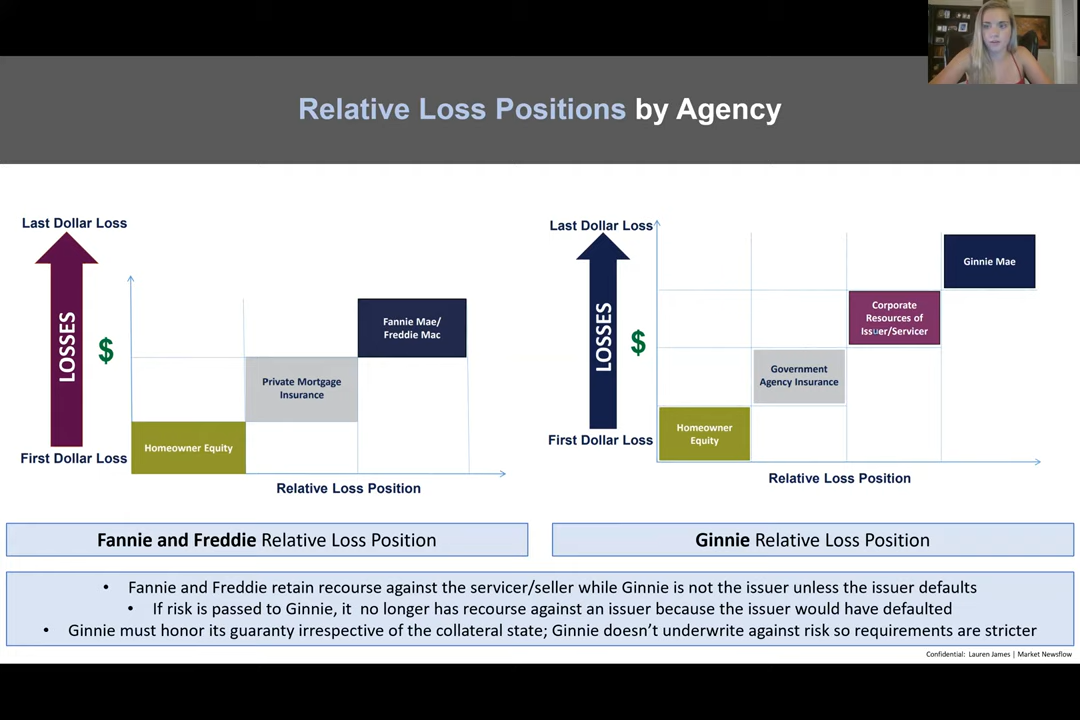 Relative Loss Positions by Agency
Last Dollar Loss
LOSSES
$
First Dollar Loss
Homeowner Equity
Private Mortgage
Insurance
Fannie Mae/
Freddie Mac
Relative Loss Position
Last Dollar Loss
LOSSES
$
First Dollar Loss
Homeowner
Equity
Government
Agency Insurance
Corporate
Resources of
Issuer/Servicer
Ginnie Mae
Relative Loss Position
Fannie and Freddie Relative Loss Position
Ginnie Relative Loss Position
• Fannie and Freddie retain recourse against the servicer/seller while Ginnie is not the issuer unless the issuer defaults
• If risk is passed to Ginnie, it no longer has recourse against an issuer because the issuer would have defaulted
• Ginnie must honor its guaranty irrespective of the collateral state; Ginnie doesn't underwrite against risk so requirements are stricter
Confidential: Lauren James | Market Newsflow